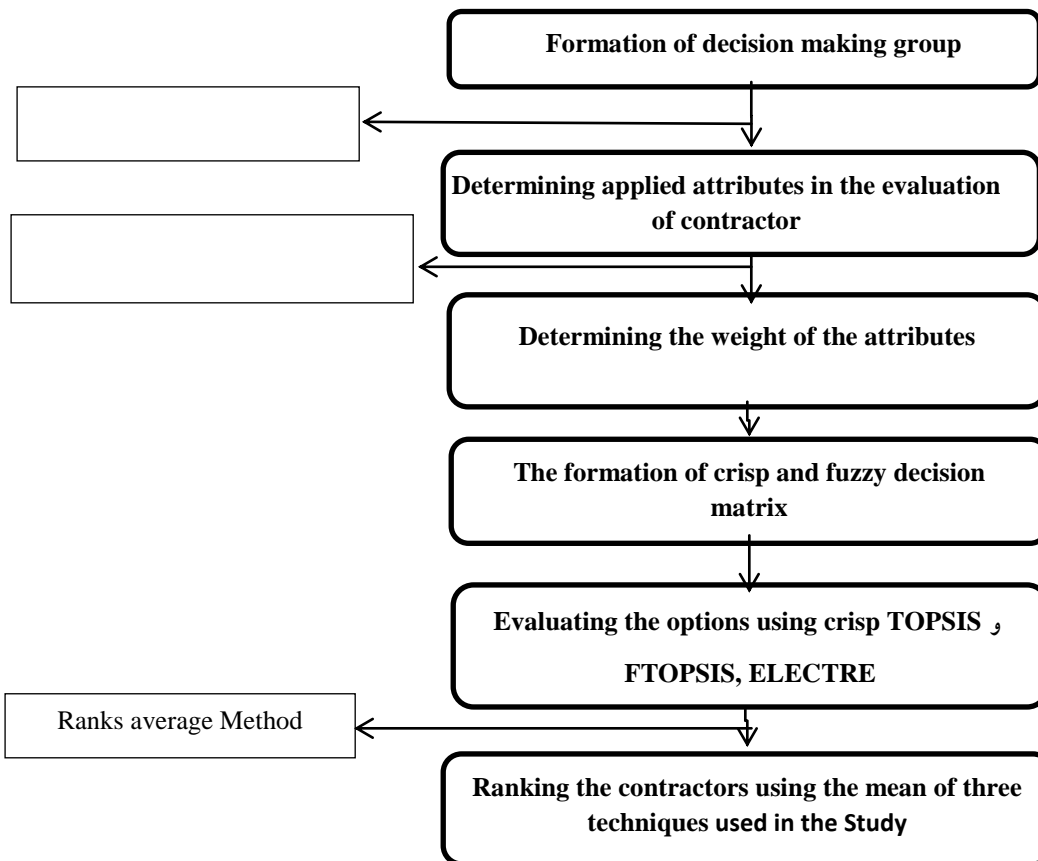 Formation of decision making group
Determining applied attributes in the evaluation
of contractor
Determining the weight of the attributes
The formation of crisp and fuzzy decision
matrix
Evaluating the options using crisp TOPSIS و
FTOPSIS, ELECTRE
Ranks average Method
Ranking the contractors using the mean of three
techniques used in the Study